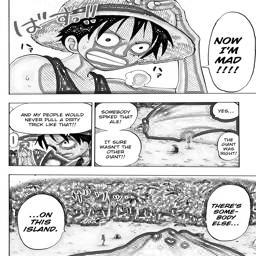 NOW
I'M
MAD
!!!!
YES...
THE GIANT
WAS
RIGHT!
SOMEBODY
SPIKED THAT
ALE!
IT SURE
WASN'T THE
OTHER
GIANT!!
AND MY PEOPLE
WOULD NEVER
PULL A DIRTY
TRICK LIKE
THAT!!
THERE'S
SOME-
BODY
ELSE...
...ON
THIS
ISLAND.